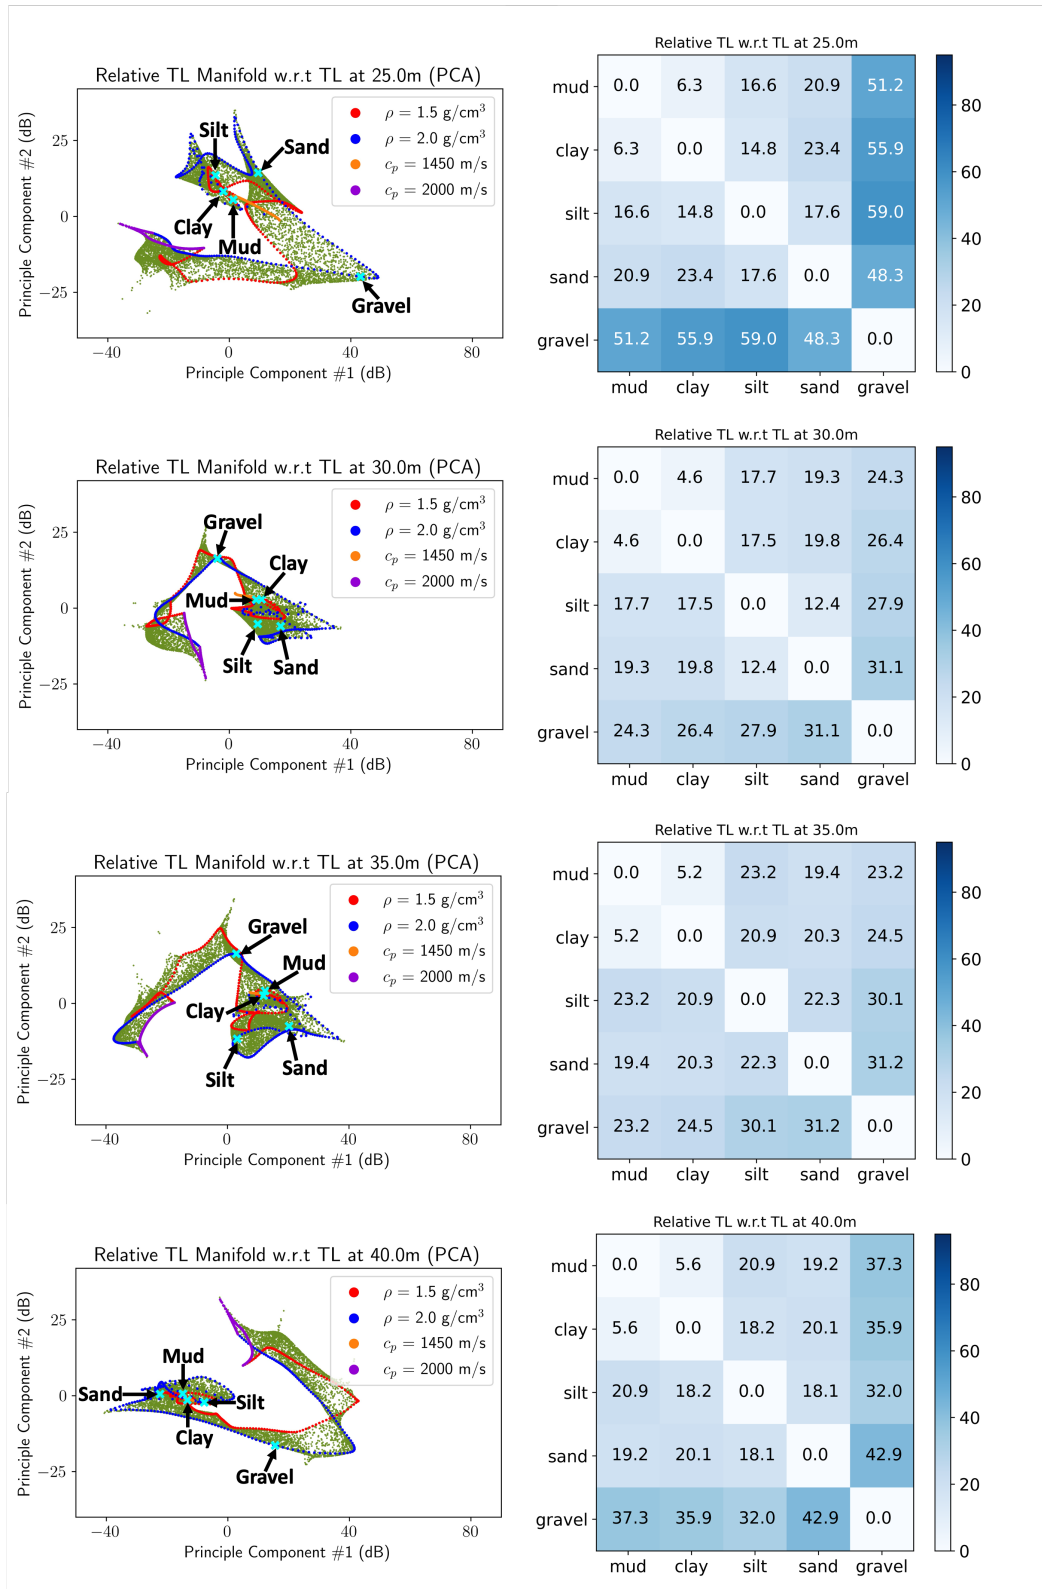 Relative TL Manifold w.r.t TL at 25.0m (PCA)
Principle Component #2 (dB)
25
0
−25
ρ = 1.5 g/cm³
ρ = 2.0 g/cm³
c_p = 1450 m/s
c_p = 2000 m/s
Silt
Sand
Clay
Mud
Gravel
−40 0 40 80
Principle Component #1 (dB)
Relative TL w.r.t TL at 25.0m
mud 0.0 6.3 16.6 20.9 51.2
clay 6.3 0.0 14.8 23.4 55.9
silt 16.6 14.8 0.0 17.6 59.0
sand 20.9 23.4 17.6 0.0 48.3
gravel 51.2 55.9 59.0 48.3 0.0
mud clay silt sand gravel
80
60
40
20
0
Relative TL Manifold w.r.t TL at 30.0m (PCA)
Principle Component #2 (dB)
25
0
−25
ρ = 1.5 g/cm³
ρ = 2.0 g/cm³
c_p = 1450 m/s
c_p = 2000 m/s
Gravel
Clay
Mud
Silt
Sand
−40 0 40 80
Principle Component #1 (dB)
Relative TL w.r.t TL at 30.0m
mud 0.0 4.6 17.7 19.3 24.3
clay 4.6 0.0 17.5 19.8 26.4
silt 17.7 17.5 0.0 12.4 27.9
sand 19.3 19.8 12.4 0.0 31.1
gravel 24.3 26.4 27.9 31.1 0.0
mud clay silt sand gravel
80
60
40
20
0
Relative TL Manifold w.r.t TL at 35.0m (PCA)
Principle Component #2 (dB)
25
0
−25
ρ = 1.5 g/cm³
ρ = 2.0 g/cm³
c_p = 1450 m/s
c_p = 2000 m/s
Gravel
Mud
Clay
Silt
Sand
−40 0 40 80
Principle Component #1 (dB)
Relative TL w.r.t TL at 35.0m
mud 0.0 5.2 23.2 19.4 23.2
clay 5.2 0.0 20.9 20.3 24.5
silt 23.2 20.9 0.0 22.3 30.1
sand 19.4 20.3 22.3 0.0 31.2
gravel 23.2 24.5 30.1 31.2 0.0
mud clay silt sand gravel
80
60
40
20
0
Relative TL Manifold w.r.t TL at 40.0m (PCA)
Principle Component #2 (dB)
25
0
−25
ρ = 1.5 g/cm³
ρ = 2.0 g/cm³
c_p = 1450 m/s
c_p = 2000 m/s
Mud
Sand
Silt
Clay
Gravel
−40 0 40 80
Principle Component #1 (dB)
Relative TL w.r.t TL at 40.0m
mud 0.0 5.6 20.9 19.2 37.3
clay 5.6 0.0 18.2 20.1 35.9
silt 20.9 18.2 0.0 18.1 32.0
sand 19.2 20.1 18.1 0.0 42.9
gravel 37.3 35.9 32.0 42.9 0.0
mud clay silt sand gravel
80
60
40
20
0